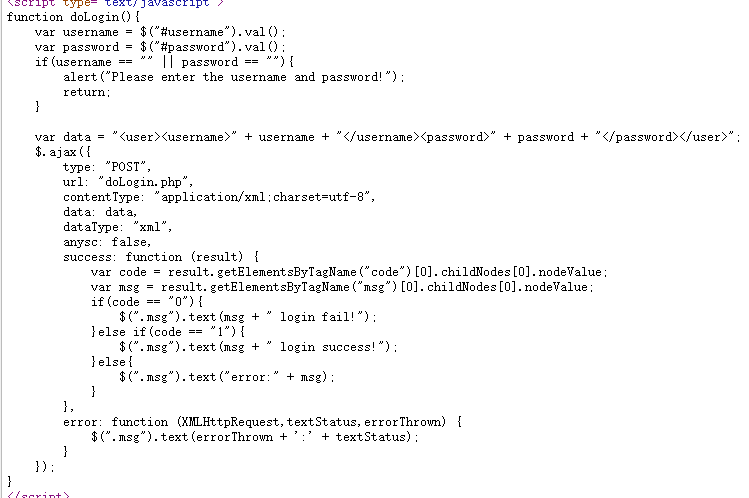 <script type="text/javascript">
function doLogin(){
    var username = $("#username").val();
    var password = $("#password").val();
    if(username == "" || password == ""){
        alert("Please enter the username and password!");
        return;
    }

    var data = "<user><username>" + username + "</username><password>" + password + "</password></user>";
    $.ajax({
        type: "POST",
        url: "doLogin.php",
        contentType: "application/xml;charset=utf-8",
        data: data,
        dataType: "xml",
        anysc: false,
        success: function (result) {
            var code = result.getElementsByTagName("code")[0].childNodes[0].nodeValue;
            var msg = result.getElementsByTagName("msg")[0].childNodes[0].nodeValue;
            if(code == "0"){
                $(".msg").text(msg + " login fail!");
            }else if(code == "1"){
                $(".msg").text(msg + " login success!");
            }else{
                $(".msg").text("error:" + msg);
            }
        },
        error: function (XMLHttpRequest,textStatus,errorThrown) {
            $(".msg").text(errorThrown + ':' + textStatus);
        }
    });
}
</script>